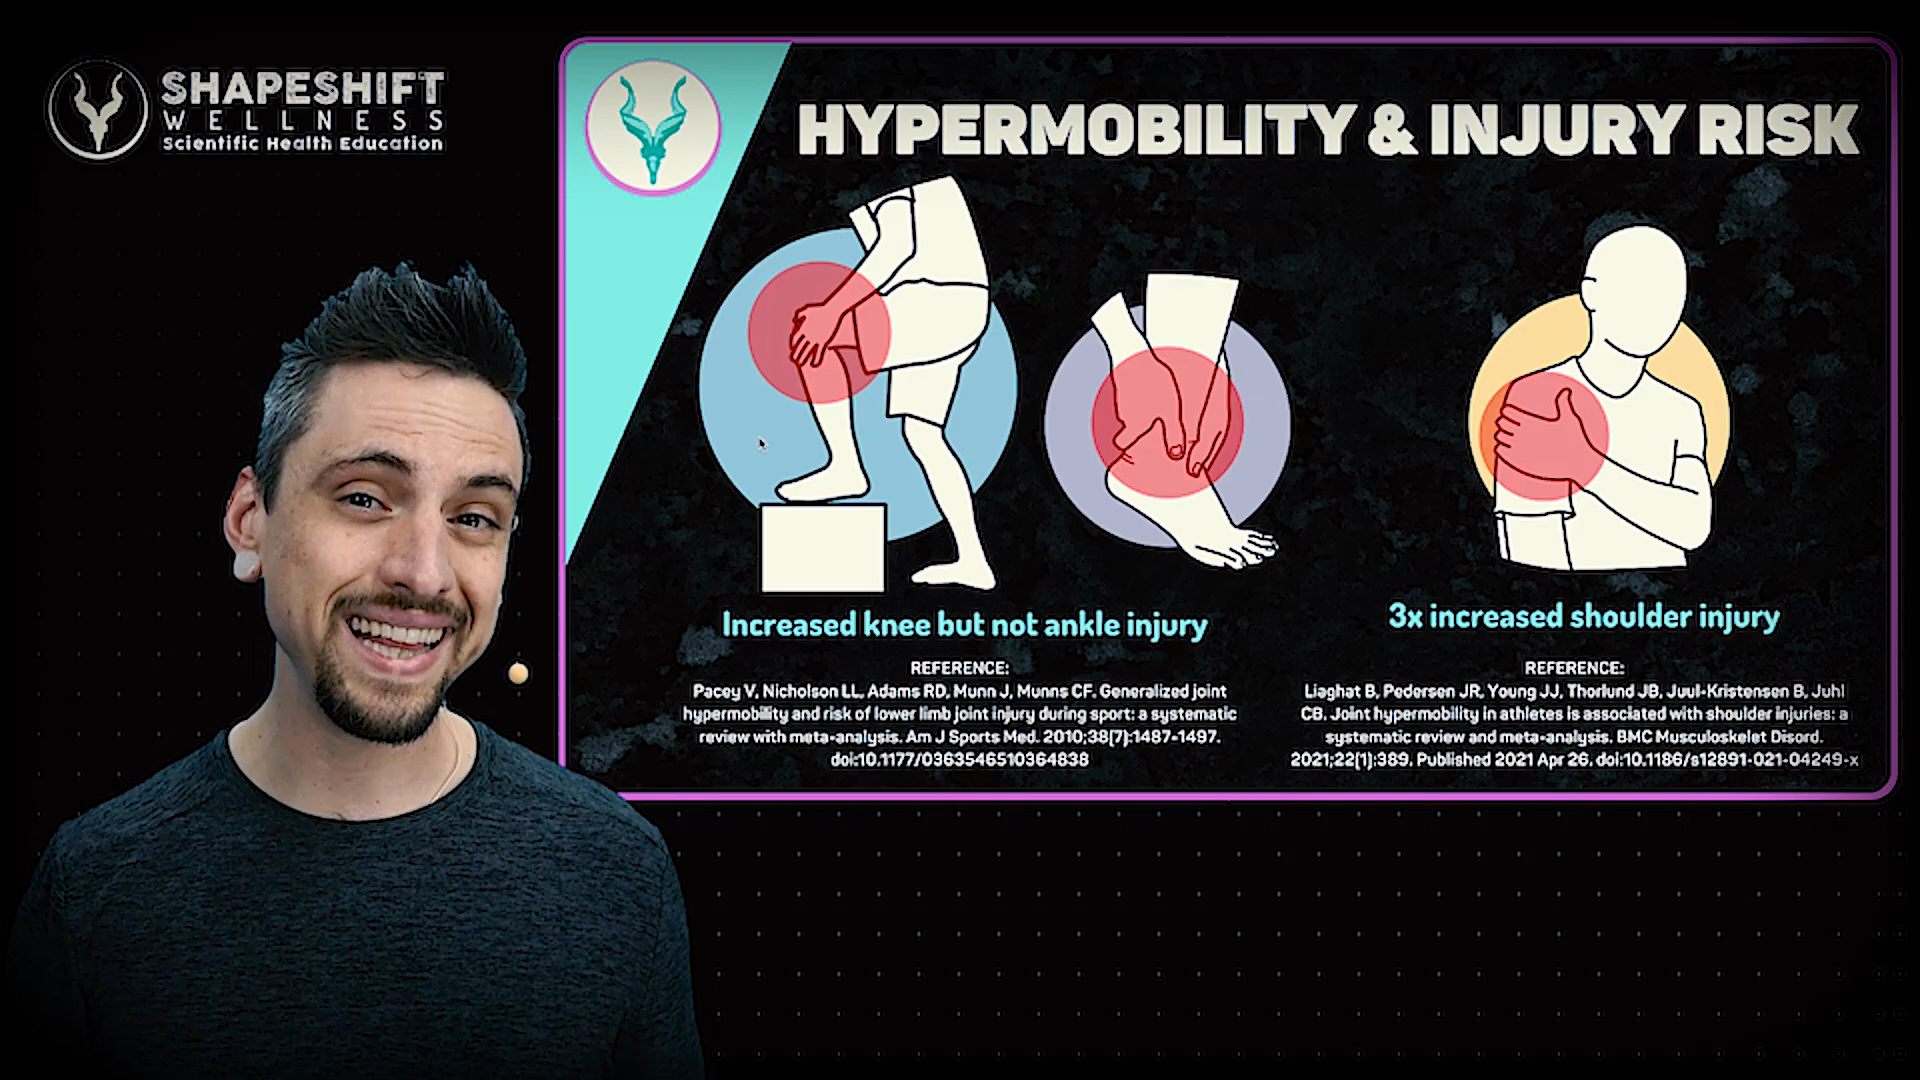 SHAPESHIFT
WELLNESS
Scientific Health Education
HYPERMOBILITY & INJURY RISK
Increased knee but not ankle injury
REFERENCE:
Pacey V, Nicholson LL, Adams RD, Munn J, Munns CF. Generalized joint
hypermobility and risk of lower limb joint injury during sport: a systematic
review with meta-analysis. Am J Sports Med. 2010;38(7):1487-1497.
doi:10.1177/0363546510364838
3x increased shoulder injury
REFERENCE:
Liaghat B, Pedersen JR, Young JJ, Thorlund JB, Juul-Kristensen B, Juhl
CB. Joint hypermobility in athletes is associated with shoulder injuries: a
systematic review and meta-analysis. BMC Musculoskelet Disord.
2021;22(1):389. Published 2021 Apr 26. doi:10.1186/s12891-021-04249-x